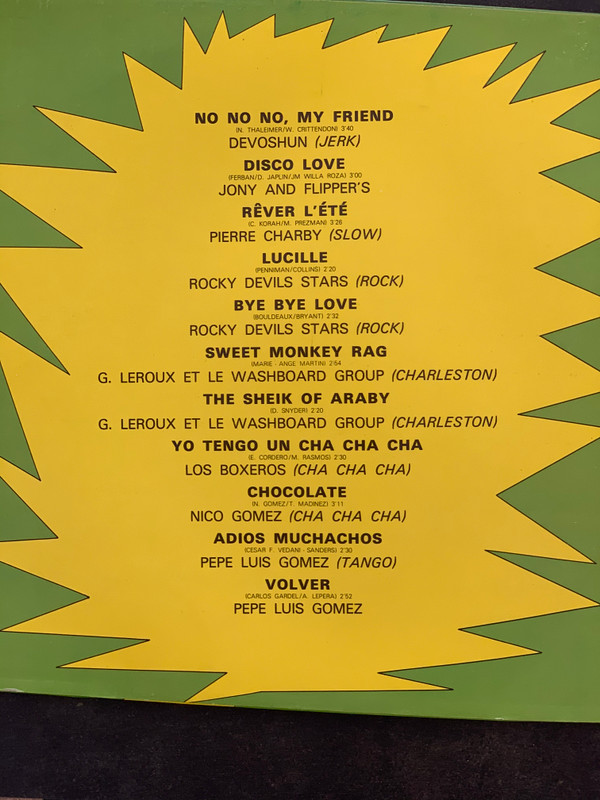 NO NO NO, MY FRIEND
(N. THALEIMER/W. CRITTENDON) 3'40
DEVOSHUN (JERK)
DISCO LOVE
(FERBAN/D. JAPLIN/JM WILLA ROZA) 3'00
JONY AND FLIPPER'S
RÊVER L'ÉTÉ
(C. KORAH/M. PREZMAN) 3'26
PIERRE CHARBY (SLOW)
LUCILLE
(PENNIMAN/COLLINS) 2'20
ROCKY DEVILS STARS (ROCK)
BYE BYE LOVE
(BOULDEAUX/BRYANT) 2'32
ROCKY DEVILS STARS (ROCK)
SWEET MONKEY RAG
(MARIE - ANGE MARTIN) 2'54
G. LEROUX ET LE WASHBOARD GROUP (CHARLESTON)
THE SHEIK OF ARABY
(D. SNYDER) 2'20
G. LEROUX ET LE WASHBOARD GROUP (CHARLESTON)
YO TENGO UN CHA CHA CHA
(E. CORDERO/M. RASMOS) 2'30
LOS BOXEROS (CHA CHA CHA)
CHOCOLATE
(N. GOMEZ/T. MADINEZ) 3'11
NICO GOMEZ (CHA CHA CHA)
ADIOS MUCHACHOS
(CESAR F. VEDANI - SANDERS) 2'30
PEPE LUIS GOMEZ (TANGO)
VOLVER
(CARLOS GARDEL/A. LEPERA) 2'52
PEPE LUIS GOMEZ